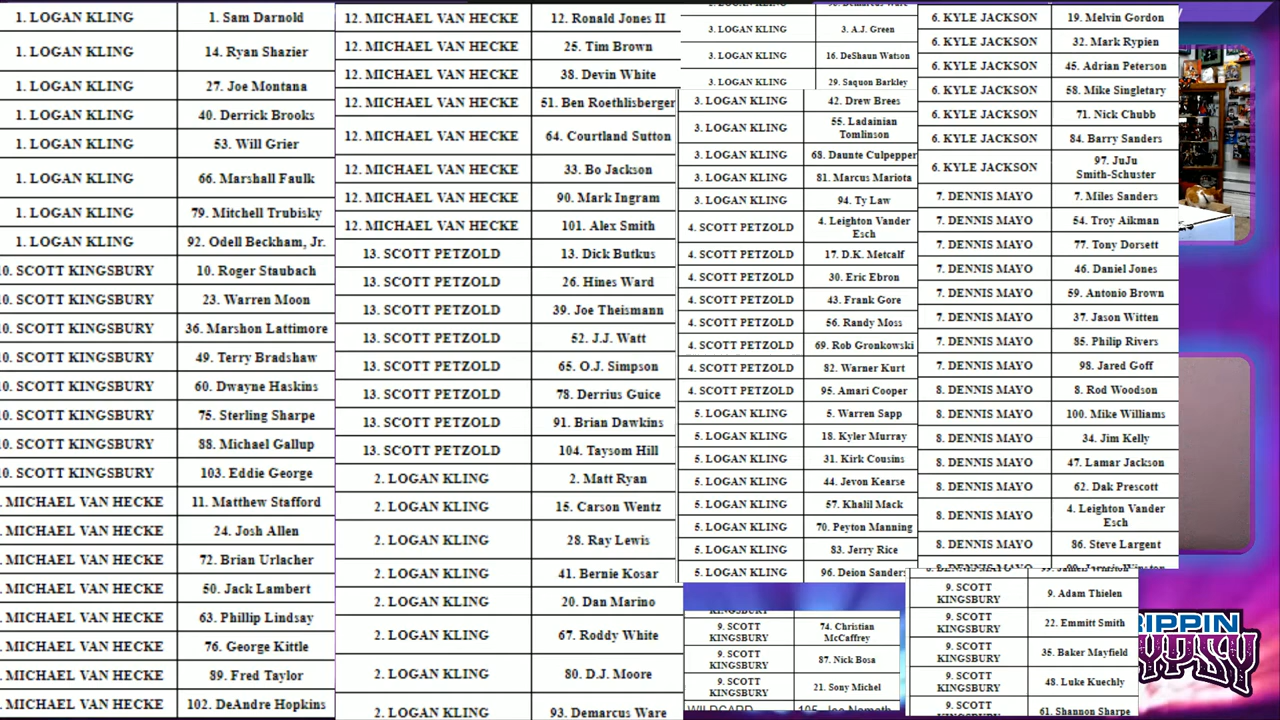 1. LOGAN KLING 1. Sam Darnold
1. LOGAN KLING 14. Ryan Shazier
1. LOGAN KLING 27. Joe Montana
1. LOGAN KLING 40. Derrick Brooks
1. LOGAN KLING 53. Will Grier
1. LOGAN KLING 66. Marshall Faulk
1. LOGAN KLING 79. Mitchell Trubisky
1. LOGAN KLING 92. Odell Beckham, Jr.
0. SCOTT KINGSBURY 10. Roger Staubach
0. SCOTT KINGSBURY 23. Warren Moon
0. SCOTT KINGSBURY 36. Marshon Lattimore
0. SCOTT KINGSBURY 49. Terry Bradshaw
0. SCOTT KINGSBURY 60. Dwayne Haskins
0. SCOTT KINGSBURY 75. Sterling Sharpe
0. SCOTT KINGSBURY 88. Michael Gallup
0. SCOTT KINGSBURY 103. Eddie George
. MICHAEL VAN HECKE 11. Matthew Stafford
. MICHAEL VAN HECKE 24. Josh Allen
. MICHAEL VAN HECKE 72. Brian Urlacher
. MICHAEL VAN HECKE 50. Jack Lambert
. MICHAEL VAN HECKE 63. Phillip Lindsay
. MICHAEL VAN HECKE 76. George Kittle
. MICHAEL VAN HECKE 89. Fred Taylor
. MICHAEL VAN HECKE 102. DeAndre Hopkins
12. MICHAEL VAN HECKE 12. Ronald Jones II
12. MICHAEL VAN HECKE 25. Tim Brown
12. MICHAEL VAN HECKE 38. Devin White
12. MICHAEL VAN HECKE 51. Ben Roethlisberger
12. MICHAEL VAN HECKE 64. Courtland Sutton
12. MICHAEL VAN HECKE 33. Bo Jackson
12. MICHAEL VAN HECKE 90. Mark Ingram
12. MICHAEL VAN HECKE 101. Alex Smith
13. SCOTT PETZOLD 13. Dick Butkus
13. SCOTT PETZOLD 26. Hines Ward
13. SCOTT PETZOLD 39. Joe Theismann
13. SCOTT PETZOLD 52. J.J. Watt
13. SCOTT PETZOLD 65. O.J. Simpson
13. SCOTT PETZOLD 78. Derrius Guice
13. SCOTT PETZOLD 91. Brian Dawkins
13. SCOTT PETZOLD 104. Taysom Hill
2. LOGAN KLING 2. Matt Ryan
2. LOGAN KLING 15. Carson Wentz
2. LOGAN KLING 28. Ray Lewis
2. LOGAN KLING 41. Bernie Kosar
2. LOGAN KLING 20. Dan Marino
2. LOGAN KLING 67. Roddy White
2. LOGAN KLING 80. D.J. Moore
2. LOGAN KLING 93. Demarcus Ware
3. LOGAN KLING 3. A.J. Green
3. LOGAN KLING 16. DeShaun Watson
3. LOGAN KLING 29. Saquon Barkley
3. LOGAN KLING 42. Drew Brees
3. LOGAN KLING 55. Ladainian
Tomlinson
3. LOGAN KLING 68. Daunte Culpepper
3. LOGAN KLING 81. Marcus Mariota
3. LOGAN KLING 94. Ty Law
4. SCOTT PETZOLD 4. Leighton Vander
Esch
4. SCOTT PETZOLD 17. D.K. Metcalf
4. SCOTT PETZOLD 30. Eric Ebron
4. SCOTT PETZOLD 43. Frank Gore
4. SCOTT PETZOLD 56. Randy Moss
4. SCOTT PETZOLD 69. Rob Gronkowski
4. SCOTT PETZOLD 82. Warner Kurt
4. SCOTT PETZOLD 95. Amari Cooper
5. LOGAN KLING 5. Warren Sapp
5. LOGAN KLING 18. Kyler Murray
5. LOGAN KLING 31. Kirk Cousins
5. LOGAN KLING 44. Jevon Kearse
5. LOGAN KLING 57. Khalil Mack
5. LOGAN KLING 70. Peyton Manning
5. LOGAN KLING 83. Jerry Rice
5. LOGAN KLING 96. Deion Sanders
KINGSBURY
9. SCOTT
KINGSBURY 74. Christian
McCaffrey
9. SCOTT
KINGSBURY 87. Nick Bosa
9. SCOTT
KINGSBURY 21. Sony Michel
WILDCARD 105. Joe Namath
6. KYLE JACKSON 19. Melvin Gordon
6. KYLE JACKSON 32. Mark Rypien
6. KYLE JACKSON 45. Adrian Peterson
6. KYLE JACKSON 58. Mike Singletary
6. KYLE JACKSON 71. Nick Chubb
6. KYLE JACKSON 84. Barry Sanders
6. KYLE JACKSON 97. JuJu
Smith-Schuster
7. DENNIS MAYO 7. Miles Sanders
7. DENNIS MAYO 54. Troy Aikman
7. DENNIS MAYO 77. Tony Dorsett
7. DENNIS MAYO 46. Daniel Jones
7. DENNIS MAYO 59. Antonio Brown
7. DENNIS MAYO 37. Jason Witten
7. DENNIS MAYO 85. Philip Rivers
7. DENNIS MAYO 98. Jared Goff
8. DENNIS MAYO 8. Rod Woodson
8. DENNIS MAYO 100. Mike Williams
8. DENNIS MAYO 34. Jim Kelly
8. DENNIS MAYO 47. Lamar Jackson
8. DENNIS MAYO 62. Dak Prescott
8. DENNIS MAYO 4. Leighton Vander
Esch
8. DENNIS MAYO 86. Steve Largent
9. SCOTT
KINGSBURY 9. Adam Thielen
9. SCOTT
KINGSBURY 22. Emmitt Smith
9. SCOTT
KINGSBURY 35. Baker Mayfield
9. SCOTT
KINGSBURY 48. Luke Kuechly
9. SCOTT 61. Shannon Sharpe
RIPPIN
YPSY